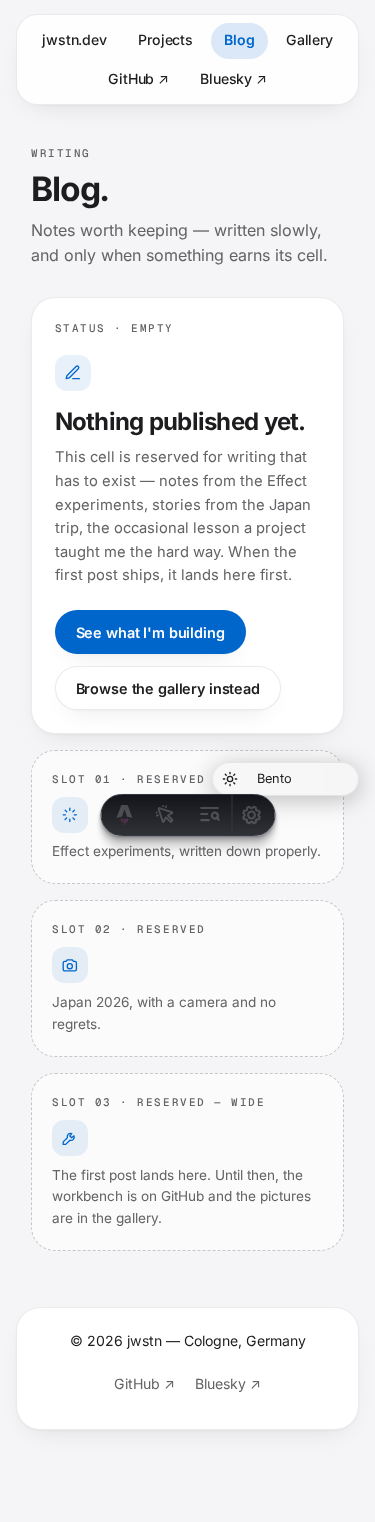 jwstn.dev Projects Blog Gallery
GitHub ↗ Bluesky ↗
WRITING
Blog.
Notes worth keeping — written slowly,
and only when something earns its cell.
STATUS · EMPTY
Nothing published yet.
This cell is reserved for writing that
has to exist — notes from the Effect
experiments, stories from the Japan
trip, the occasional lesson a project
taught me the hard way. When the
first post ships, it lands here first.
See what I'm building
Browse the gallery instead
SLOT 01 · RESERVED
Bento
Effect experiments, written down properly.
SLOT 02 · RESERVED
Japan 2026, with a camera and no
regrets.
SLOT 03 · RESERVED — WIDE
The first post lands here. Until then, the
workbench is on GitHub and the pictures
are in the gallery.
© 2026 jwstn — Cologne, Germany
GitHub ↗ Bluesky ↗